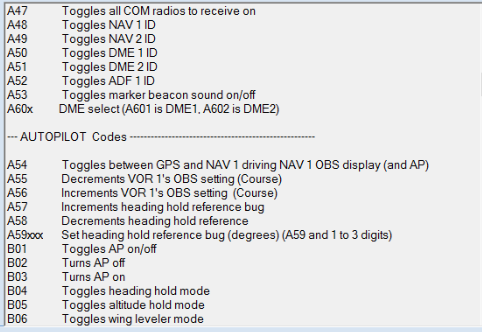 A47 Toggles all COM radios to receive on
A48 Toggles NAV 1 ID
A49 Toggles NAV 2 ID
A50 Toggles DME 1 ID
A51 Toggles DME 2 ID
A52 Toggles ADF 1 ID
A53 Toggles marker beacon sound on/off
A60x DME select (A601 is DME1, A602 is DME2)
--- AUTOPILOT Codes -----------------------------------------------------
A54 Toggles between GPS and NAV 1 driving NAV 1 OBS display (and AP)
A55 Decrements VOR 1's OBS setting (Course)
A56 Increments VOR 1's OBS setting (Course)
A57 Increments heading hold reference bug
A58 Decrements heading hold reference
A59xxx Set heading hold reference bug (degrees) (A59 and 1 to 3 digits)
B01 Toggles AP on/off
B02 Turns AP off
B03 Turns AP on
B04 Toggles heading hold mode
B05 Toggles altitude hold mode
B06 Toggles wing leveler mode